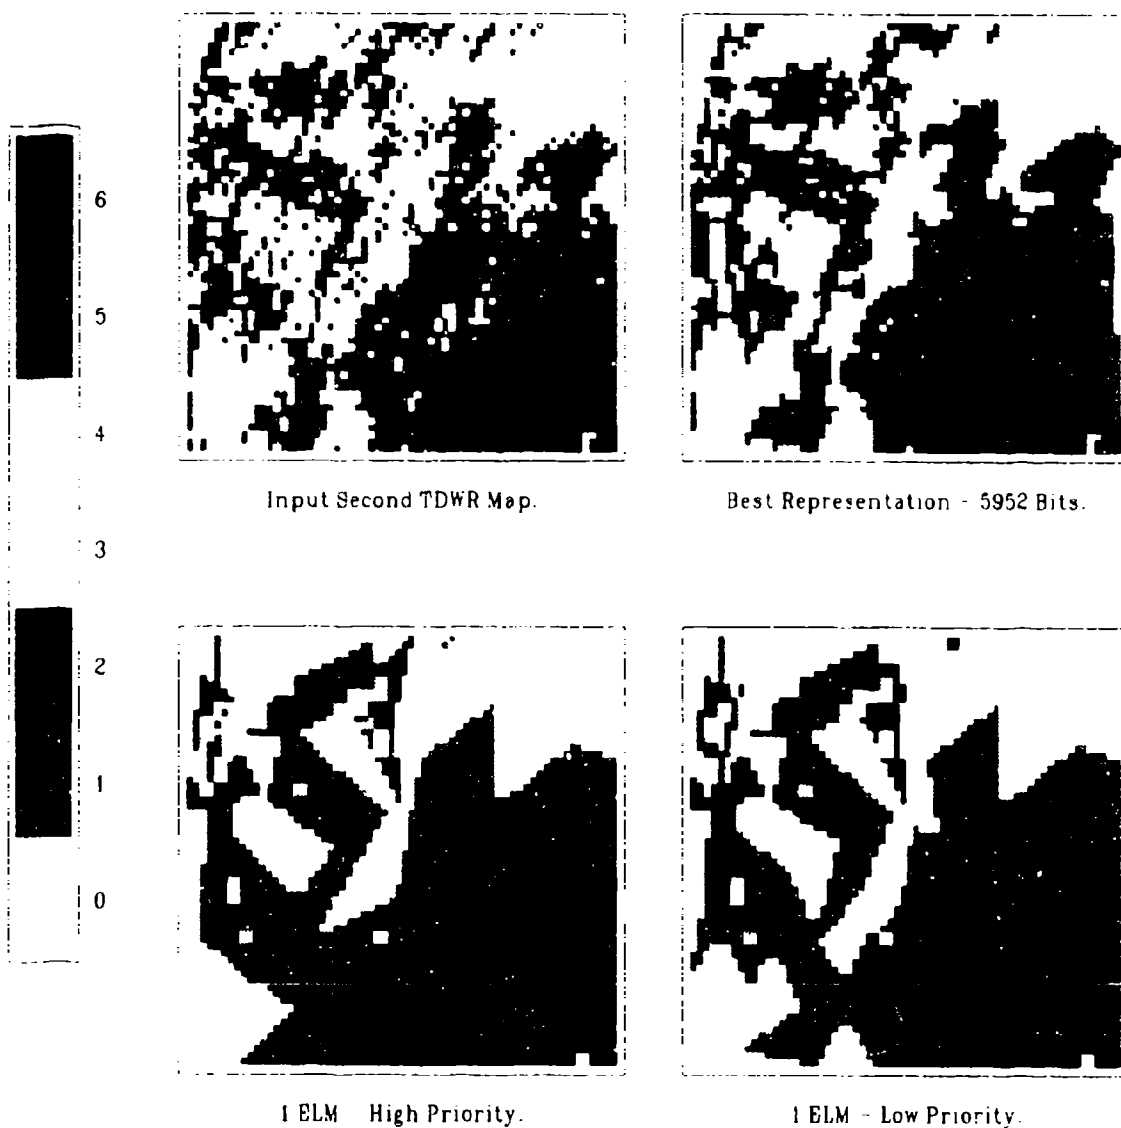 6
5
4
3
2
1
0
Input Second TDWR Map.
Best Representation - 5952 Bits.
1 ELM High Priority.
1 ELM - Low Priority.